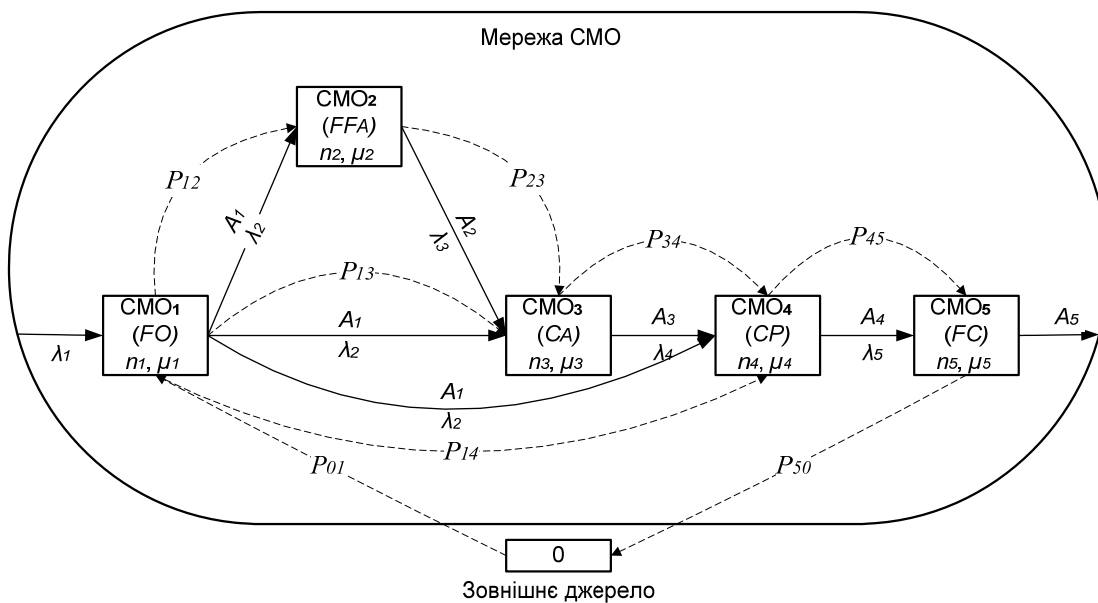 Мережа СМО
СМО2
(FFA)
n2, μ2
P12
P23
A1
λ2
A2
λ3
P13
P34
P45
СМО1
(FO)
n1, μ1
λ1
A1
λ2
СМО3
(CA)
n3, μ3
A3
λ4
СМО4
(CP)
n4, μ4
A4
λ5
СМО5
(FC)
n5, μ5
A5
A1
λ2
P14
P01
P50
0
Зовнішнє джерело